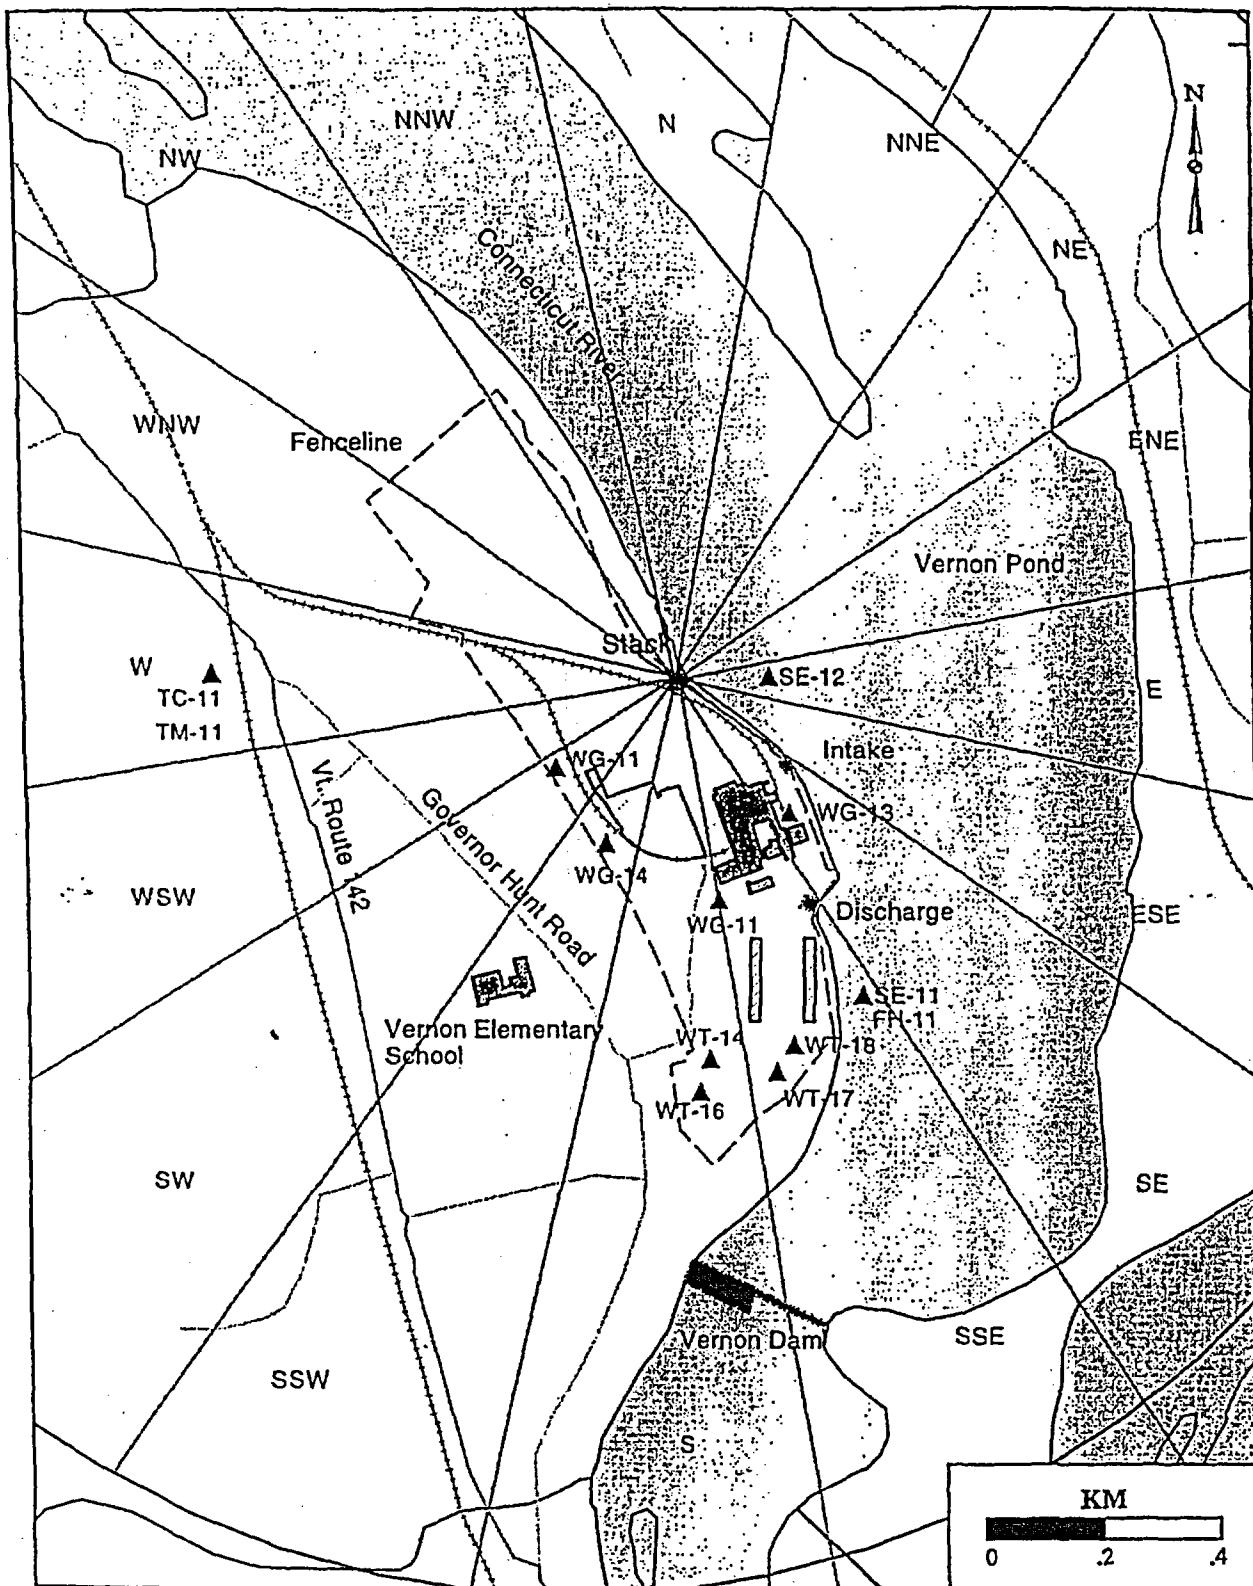 NNW
N
NNE
N
NW
NE
Connecticut River
WNW
Fenceline
ENE
Vernon Pond
Stack
W
TC-11
TM-11
SE-12
E
Intake
WG-11
Vt. Route 142
Governor Hunt Road
WG-13
WG-14
WSW
WG-11
Discharge
ESE
SE-11
FH-11
Vernon Elementary
School
WT-14
WT-18
WT-16
WT-17
SW
SE
Vernon Dam
SSE
SSW
S
KM
0 .2 .4